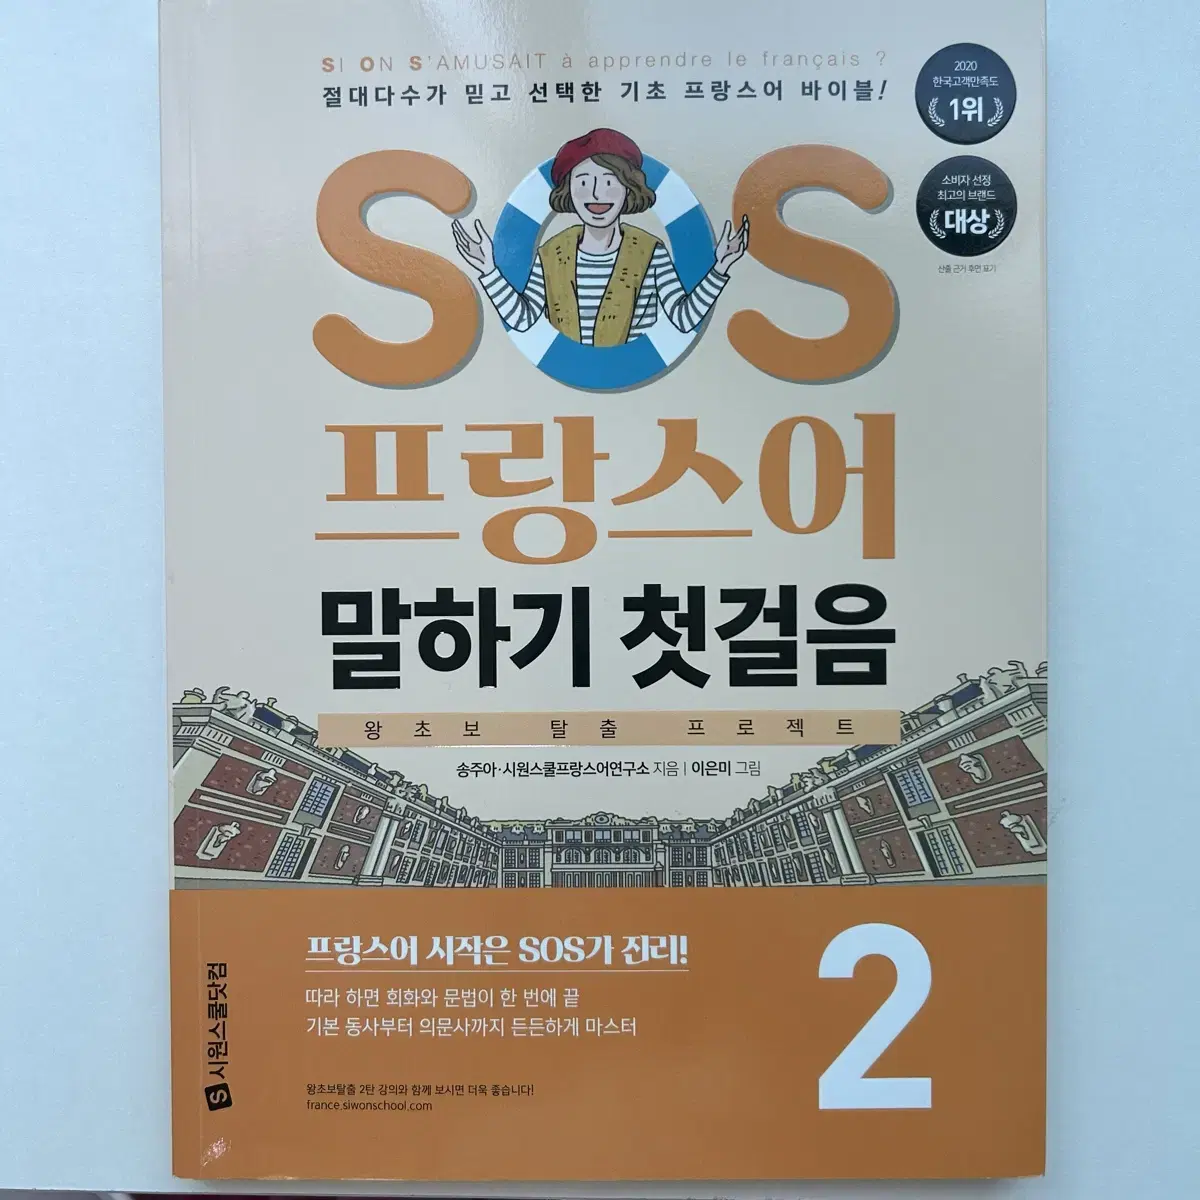 SI ON S'AMUSAIT à apprendre le français ?
절대다수가 믿고 선택한 기초 프랑스어 바이블!
2020
한국고객만족도
1위
소비자 선정
최고의 브랜드
대상
산출 근거 후면 표기
SOS
프랑스어
말하기 첫걸음
왕초보 탈출 프로젝트
송주아·시원스쿨프랑스어연구소 지음 | 이은미 그림
프랑스어 시작은 SOS가 진리!
따라 하면 회화와 문법이 한 번에 끝
기본 동사부터 의문사까지 든든하게 마스터
2
왕초보탈출 2탄 강의와 함께 보시면 더욱 좋습니다!
france.siwonschool.com
S 시원스쿨닷컴